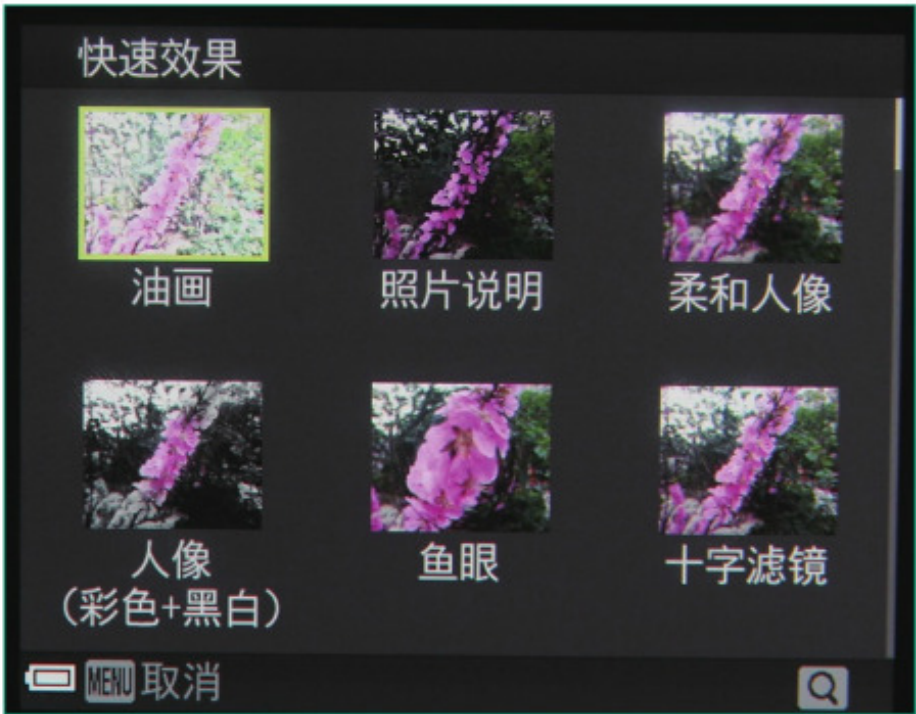 快速效果
油画
照片说明
柔和人像
人像
(彩色+黑白)
鱼眼
十字滤镜
MENU 取消